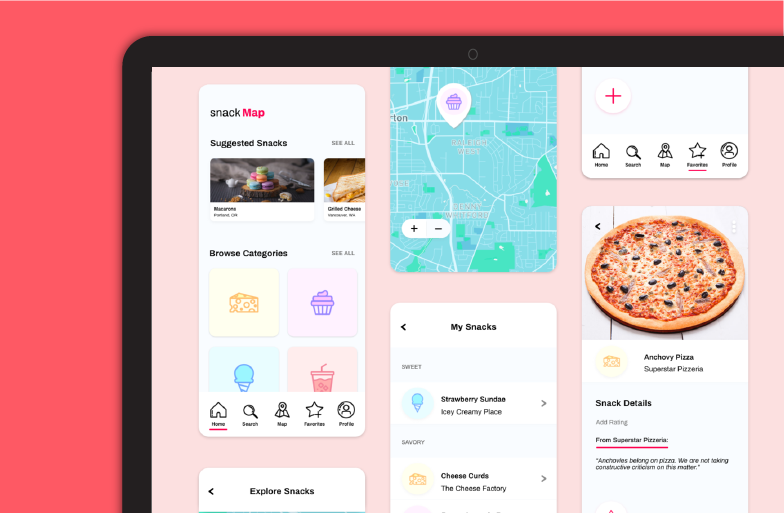 snack Map
Suggested Snacks
SEE ALL
Macarons
Portland, OR
Grilled Cheese
Vancouver, WA
Browse Categories
SEE ALL
Home
Search
Map
Favorites
Profile
Explore Snacks
ton
RALEIGH
WEST
+
−
My Snacks
SWEET
Strawberry Sundae
Icey Creamy Place
SAVORY
Cheese Curds
The Cheese Factory
Home
Search
Map
Favorites
Profile
Anchovy Pizza
Superstar Pizzeria
Snack Details
Add Rating
From Superstar Pizzeria:
"Anchovies belong on pizza. We are not taking
constructive criticism on this matter."